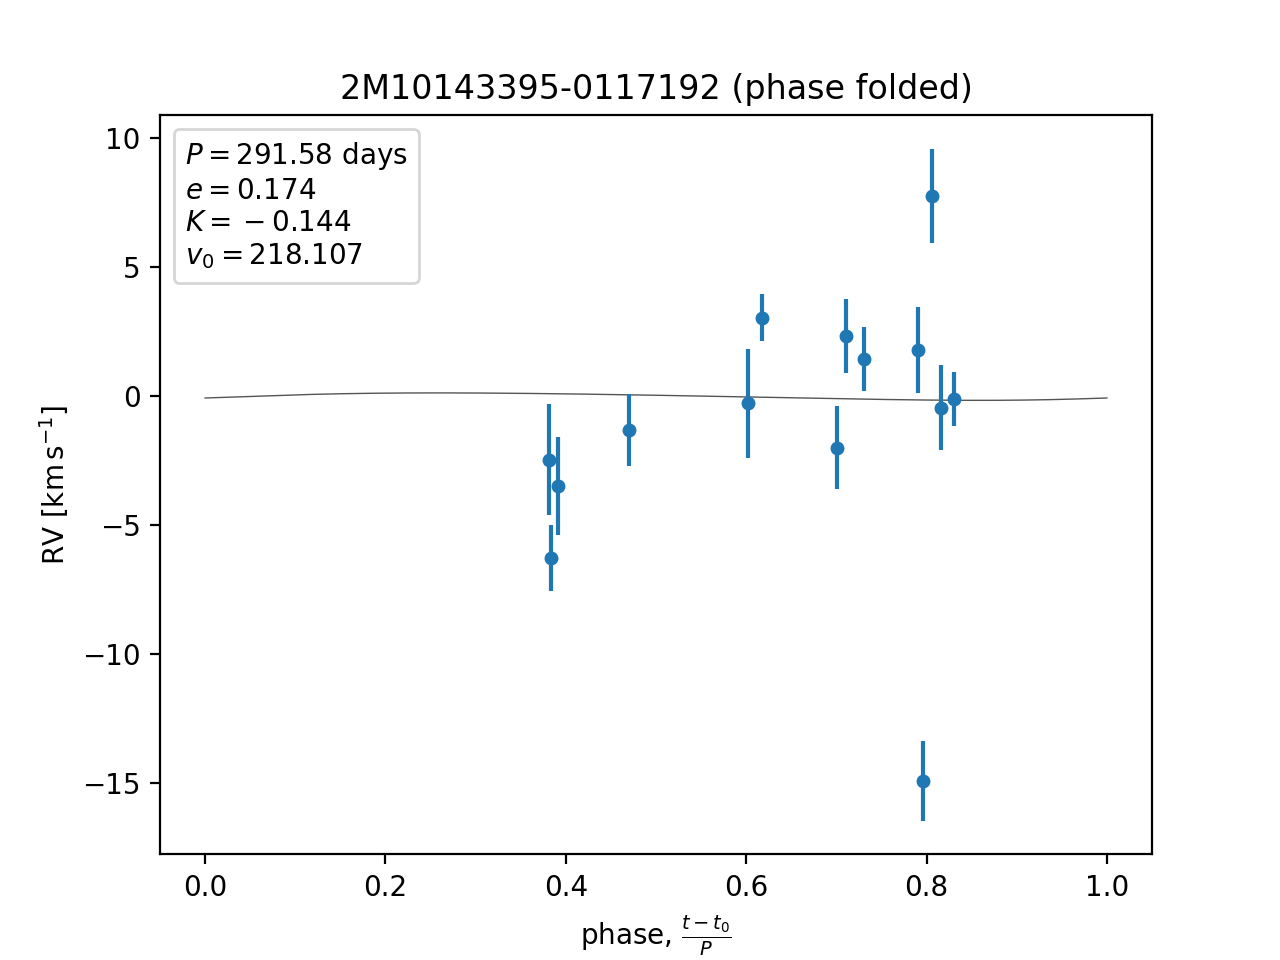 2M10143395-0117192 (phase folded)
P = 291.58 days
e = 0.174
K = −0.144
v₀ = 218.107
10
5
0
−5
−10
−15
RV [km s⁻¹]
0.0 0.2 0.4 0.6 0.8 1.0
phase, (t − t₀)/P